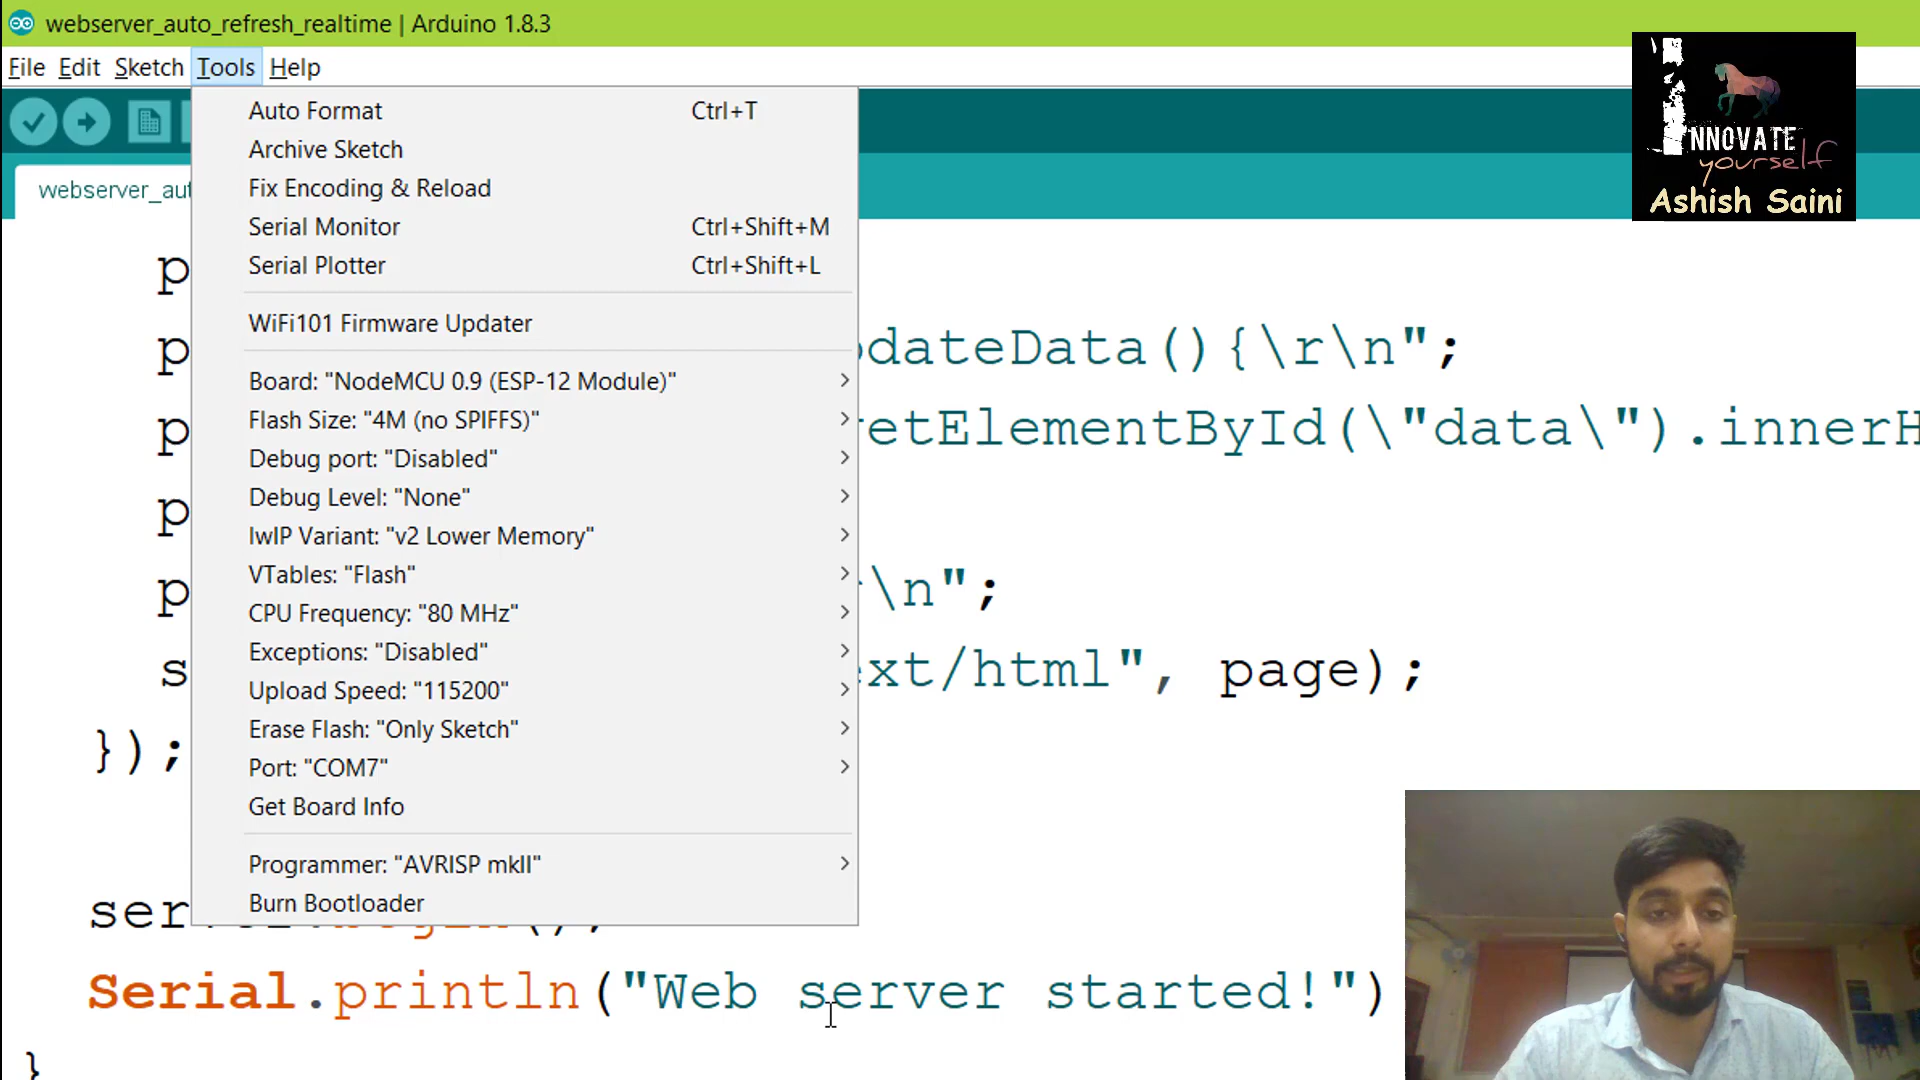 webserver_auto_refresh_realtime | Arduino 1.8.3
File Edit Sketch Tools Help
NNOVATE
yourself
Ashish Saini
webserver_aut
Auto Format Ctrl+T
Archive Sketch
Fix Encoding & Reload
Serial Monitor Ctrl+Shift+M
Serial Plotter Ctrl+Shift+L
WiFi101 Firmware Updater
Board: "NodeMCU 0.9 (ESP-12 Module)"
Flash Size: "4M (no SPIFFS)"
Debug port: "Disabled"
Debug Level: "None"
lwIP Variant: "v2 Lower Memory"
VTables: "Flash"
CPU Frequency: "80 MHz"
Exceptions: "Disabled"
Upload Speed: "115200"
Erase Flash: "Only Sketch"
Port: "COM7"
Get Board Info
Programmer: "AVRISP mkII"
Burn Bootloader
p
p dateData(){\r\n";
p etElementById(\"data\").innerH
p
p \n";
s xt/html", page);
});
ser
Serial.println("Web server started!")
}